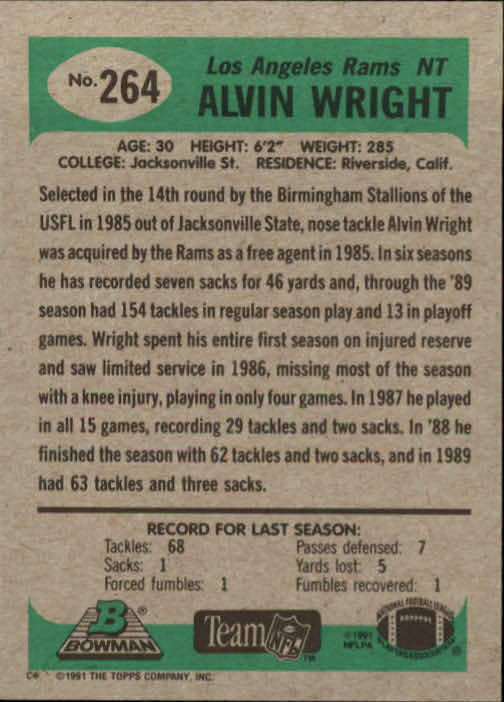 No. 264
Los Angeles Rams NT
ALVIN WRIGHT
AGE: 30 HEIGHT: 6'2" WEIGHT: 285
COLLEGE: Jacksonville St. RESIDENCE: Riverside, Calif.
Selected in the 14th round by the Birmingham Stallions of the
USFL in 1985 out of Jacksonville State, nose tackle Alvin Wright
was acquired by the Rams as a free agent in 1985. In six seasons
he has recorded seven sacks for 46 yards and, through the '89
season had 154 tackles in regular season play and 13 in playoff
games. Wright spent his entire first season on injured reserve
and saw limited service in 1986, missing most of the season
with a knee injury, playing in only four games. In 1987 he played
in all 15 games, recording 29 tackles and two sacks. In '88 he
finished the season with 62 tackles and two sacks, and in 1989
had 63 tackles and three sacks.
RECORD FOR LAST SEASON:
Tackles: 68 Passes defensed: 7
Sacks: 1 Yards lost: 5
Forced fumbles: 1 Fumbles recovered: 1
B ®
BOWMAN
Team NFL ™
©1991
NFLPA
NATIONAL FOOTBALL LEAGUE
PLAYERS ASSOCIATION
C* ©1991 THE TOPPS COMPANY, INC.